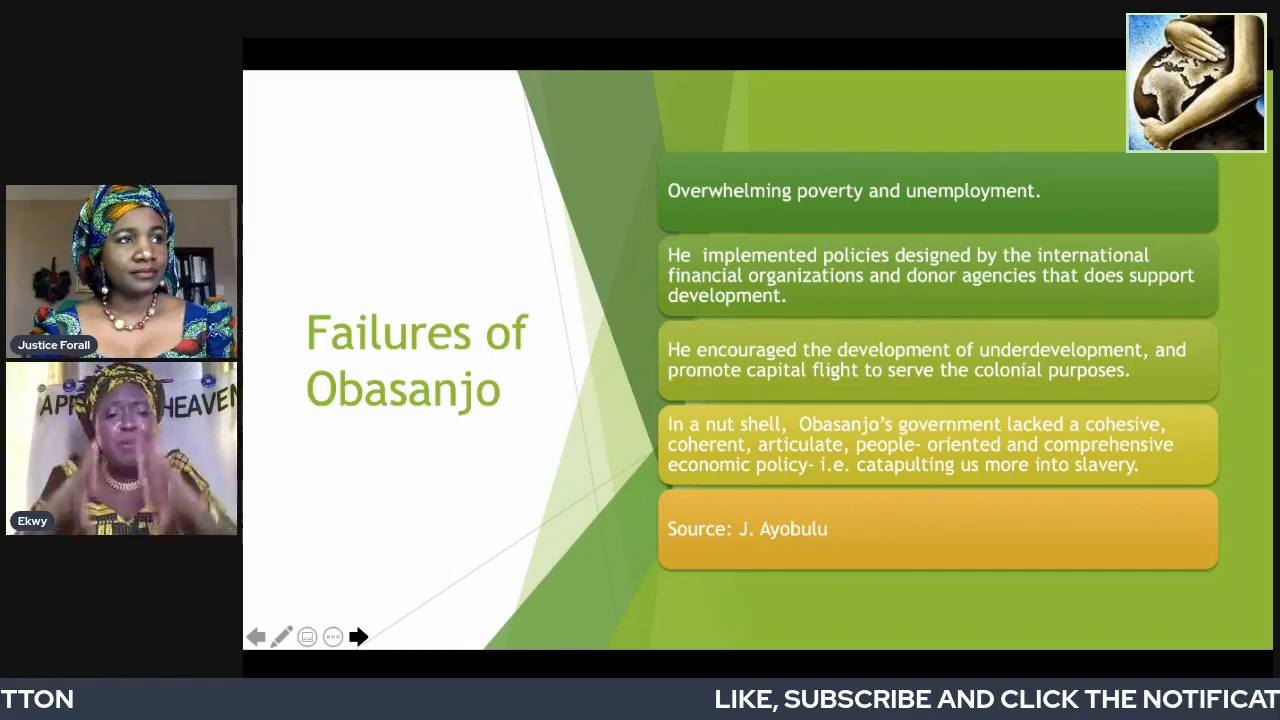 Failures of
Obasanjo
Overwhelming poverty and unemployment.
He implemented policies designed by the international
financial organizations and donor agencies that does support
development.
He encouraged the development of underdevelopment, and
promote capital flight to serve the colonial purposes.
In a nut shell, Obasanjo's government lacked a cohesive,
coherent, articulate, people- oriented and comprehensive
economic policy- i.e. catapulting us more into slavery.
Source: J. Ayobulu
Justice Forall
HEAVEN
Ekwy
TTON
LIKE, SUBSCRIBE AND CLICK THE NOTIFICAT